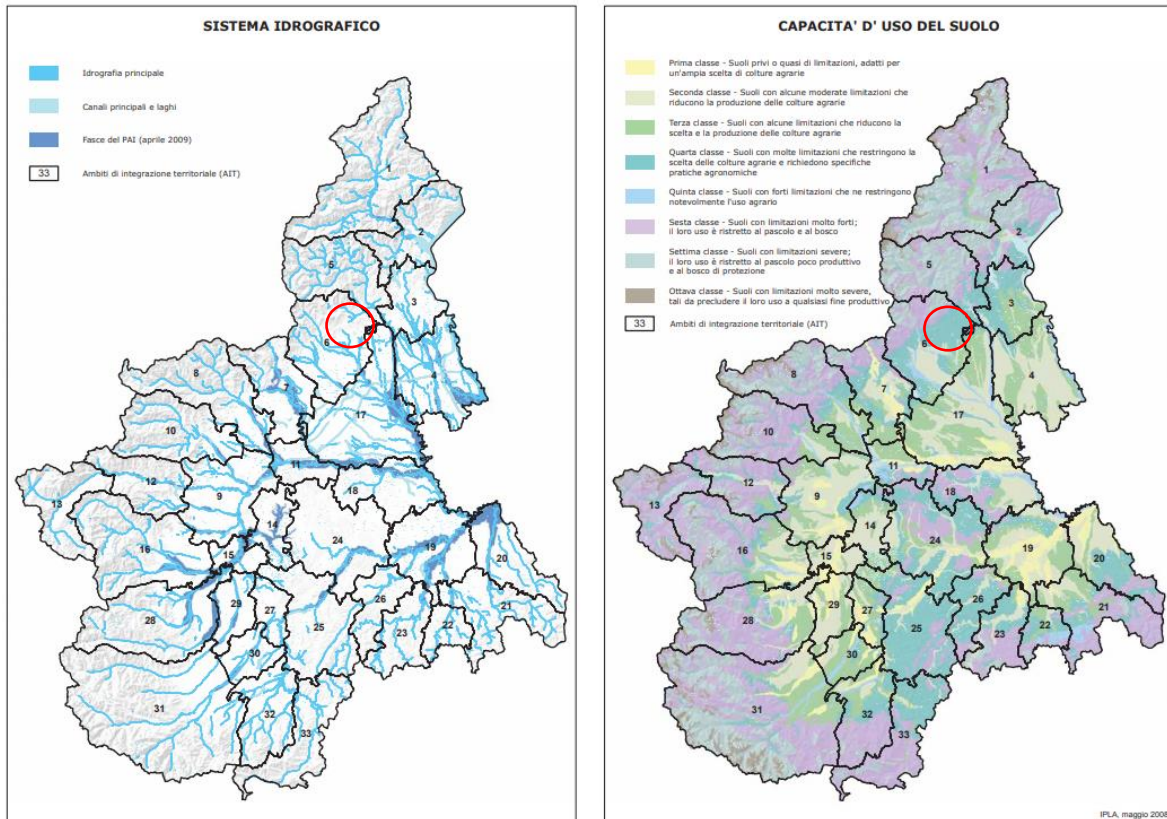 SISTEMA IDROGRAFICO
Idrografia principale
Canali principali e laghi
Fasce del PAI (aprile 2009)
33 Ambiti di integrazione territoriale (AIT)
1
2
5
3
6
4
8
7
17
10
11
12
9
13
18
14
24
16
15
19
20
29
27
26
28
25
23
22
21
30
31
32
33
CAPACITA' D' USO DEL SUOLO
Prima classe - Suoli privi o quasi di limitazioni, adatti per
un'ampia scelta di colture agrarie
Seconda classe - Suoli con alcune moderate limitazioni che
riducono la produzione delle colture agrarie
Terza classe - Suoli con alcune limitazioni che riducono la
scelta e la produzione delle colture agrarie
Quarta classe - Suoli con molte limitazioni che restringono la
scelta delle colture agrarie e richiedono specifiche
pratiche agronomiche
Quinta classe - Suoli con forti limitazioni che ne restringono
notevolmente l'uso agrario
Sesta classe - Suoli con limitazioni molto forti;
il loro uso è ristretto al pascolo e al bosco
Settima classe - Suoli con limitazioni severe;
il loro uso è ristretto al pascolo poco produttivo
e al bosco di protezione
Ottava classe - Suoli con limitazioni molto severe,
tali da precludere il loro uso a qualsiasi fine produttivo
33 Ambiti di integrazione territoriale (AIT)
1
2
5
3
6
4
8
7
17
10
11
12
9
13
18
14
24
16
15
19
20
29
27
26
28
25
23
22
21
30
31
32
33
IPLA, maggio 2008